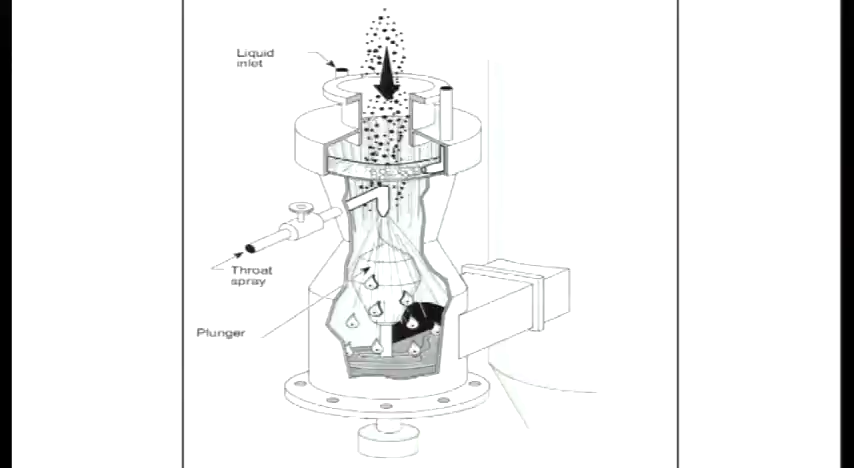 Liquid
inlet
Throat
spray
Plunger